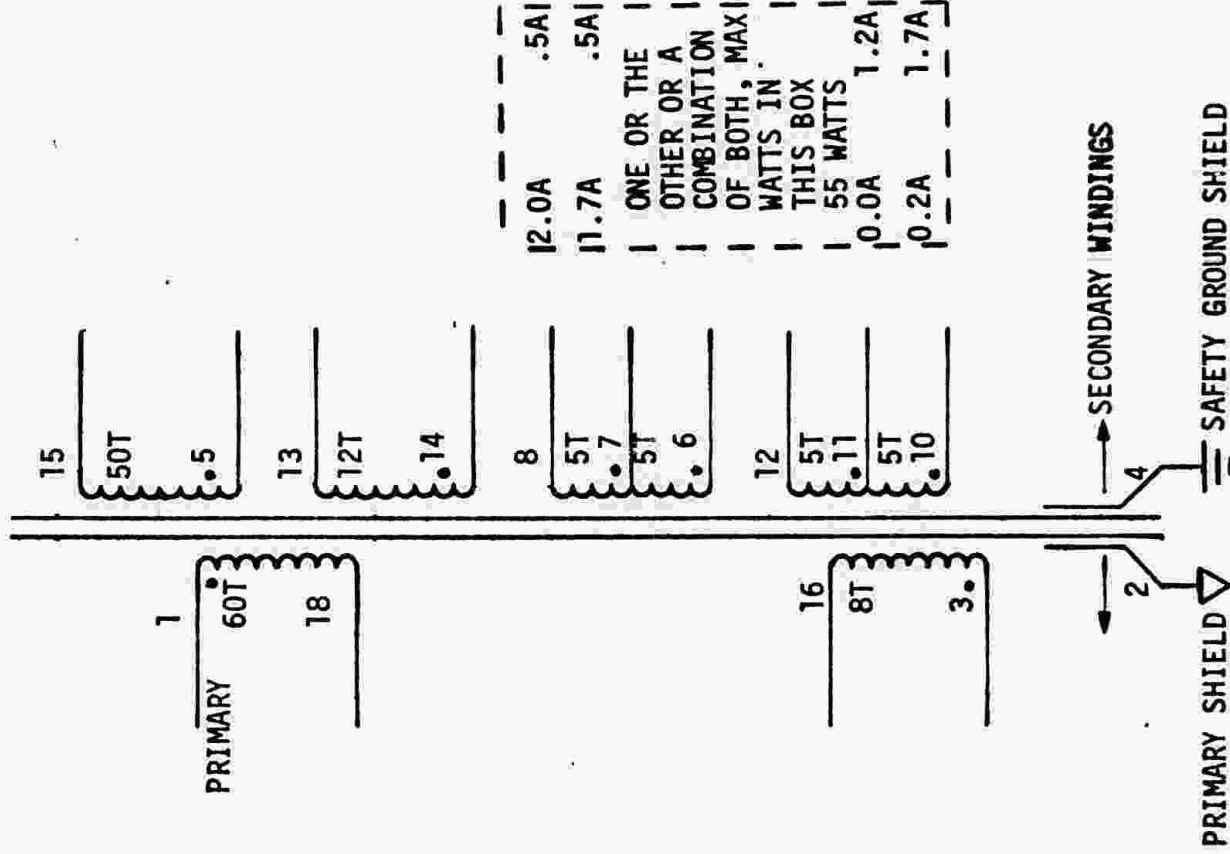 15
50T
5
1
PRIMARY 60T
18
13
12T
14
8
5T
7
5T
6
12
5T
11
5T
10
16
8T
3
2.0A .5A
1.7A .5A
ONE OR THE
OTHER OR A
COMBINATION
OF BOTH, MAX
WATTS IN
THIS BOX
55 WATTS
0.0A 1.2A
0.2A 1.7A
SECONDARY WINDINGS
2
4
PRIMARY SHIELD
SAFETY GROUND SHIELD